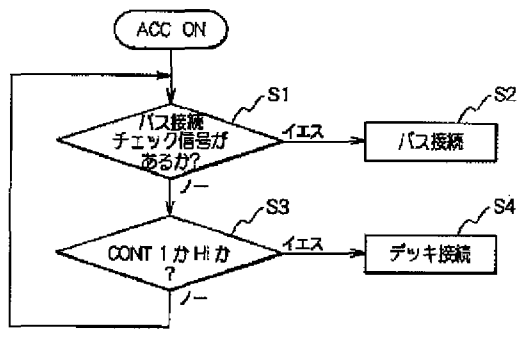 ACC ON
バス接続
チェック信号が
あるか?
S1
イエス
バス接続
S2
ノー
CONT 1 か Hi か
?
S3
イエス
デッキ接続
S4
ノー